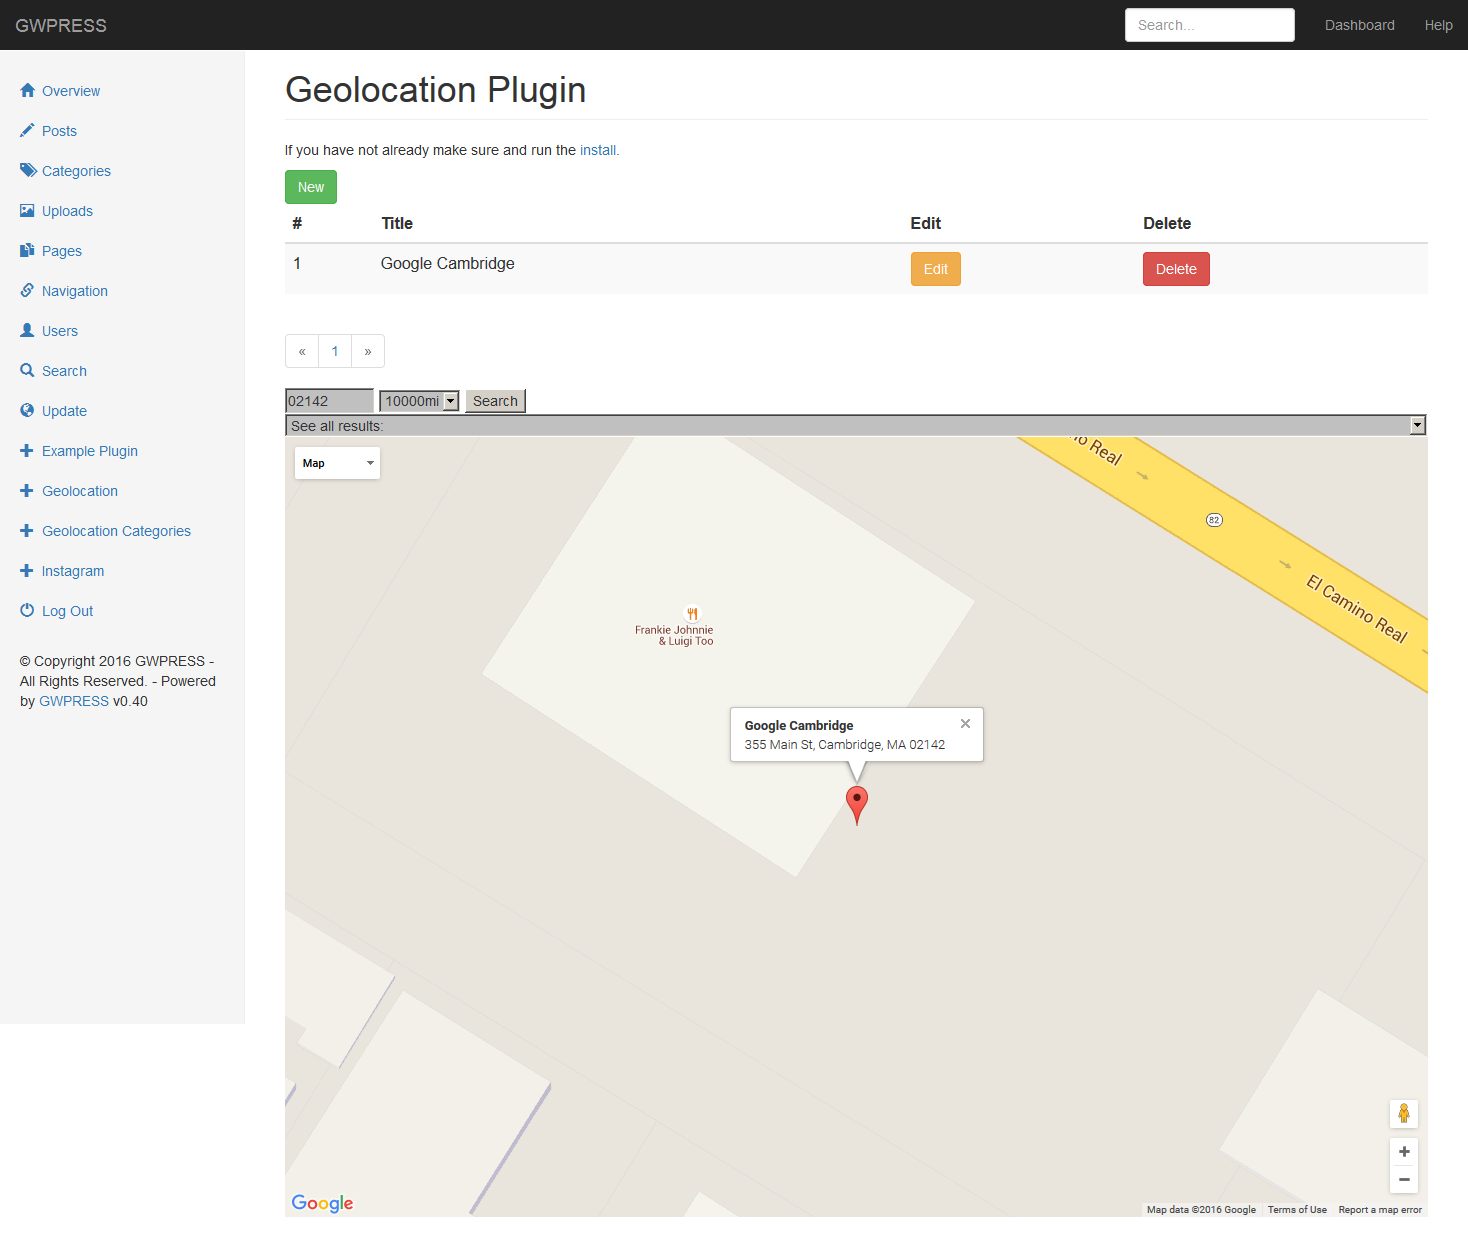 GWPRESS
Search...
Dashboard
Help
Overview
Posts
Categories
Uploads
Pages
Navigation
Users
Search
Update
Example Plugin
Geolocation
Geolocation Categories
Instagram
Log Out
© Copyright 2016 GWPRESS -
All Rights Reserved. - Powered
by GWPRESS v0.40
Geolocation Plugin
If you have not already make sure and run the install.
New
# Title Edit Delete
1 Google Cambridge Edit Delete
« 1 »
02142 10000mi Search
See all results:
Map
Real
82
El Camino Real
Frankie Johnnie
& Luigi Too
Google Cambridge
355 Main St, Cambridge, MA 02142
Google
Map data ©2016 Google Terms of Use Report a map error